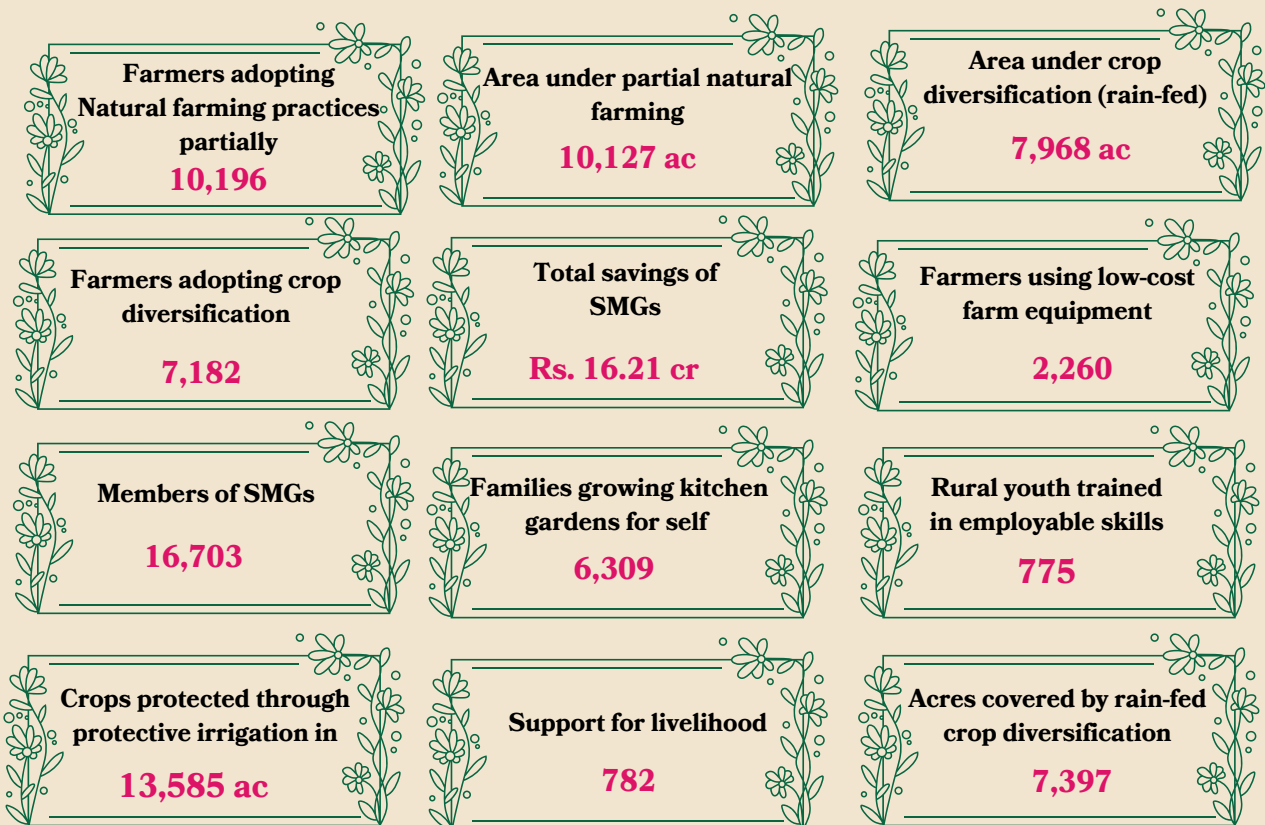 Farmers adopting
Natural farming practices
partially
10,196
Area under partial natural
farming
10,127 ac
Area under crop
diversification (rain-fed)
7,968 ac
Farmers adopting crop
diversification
7,182
Total savings of
SMGs
Rs. 16.21 cr
Farmers using low-cost
farm equipment
2,260
Members of SMGs
16,703
Families growing kitchen
gardens for self
6,309
Rural youth trained
in employable skills
775
Crops protected through
protective irrigation in
13,585 ac
Support for livelihood
782
Acres covered by rain-fed
crop diversification
7,397